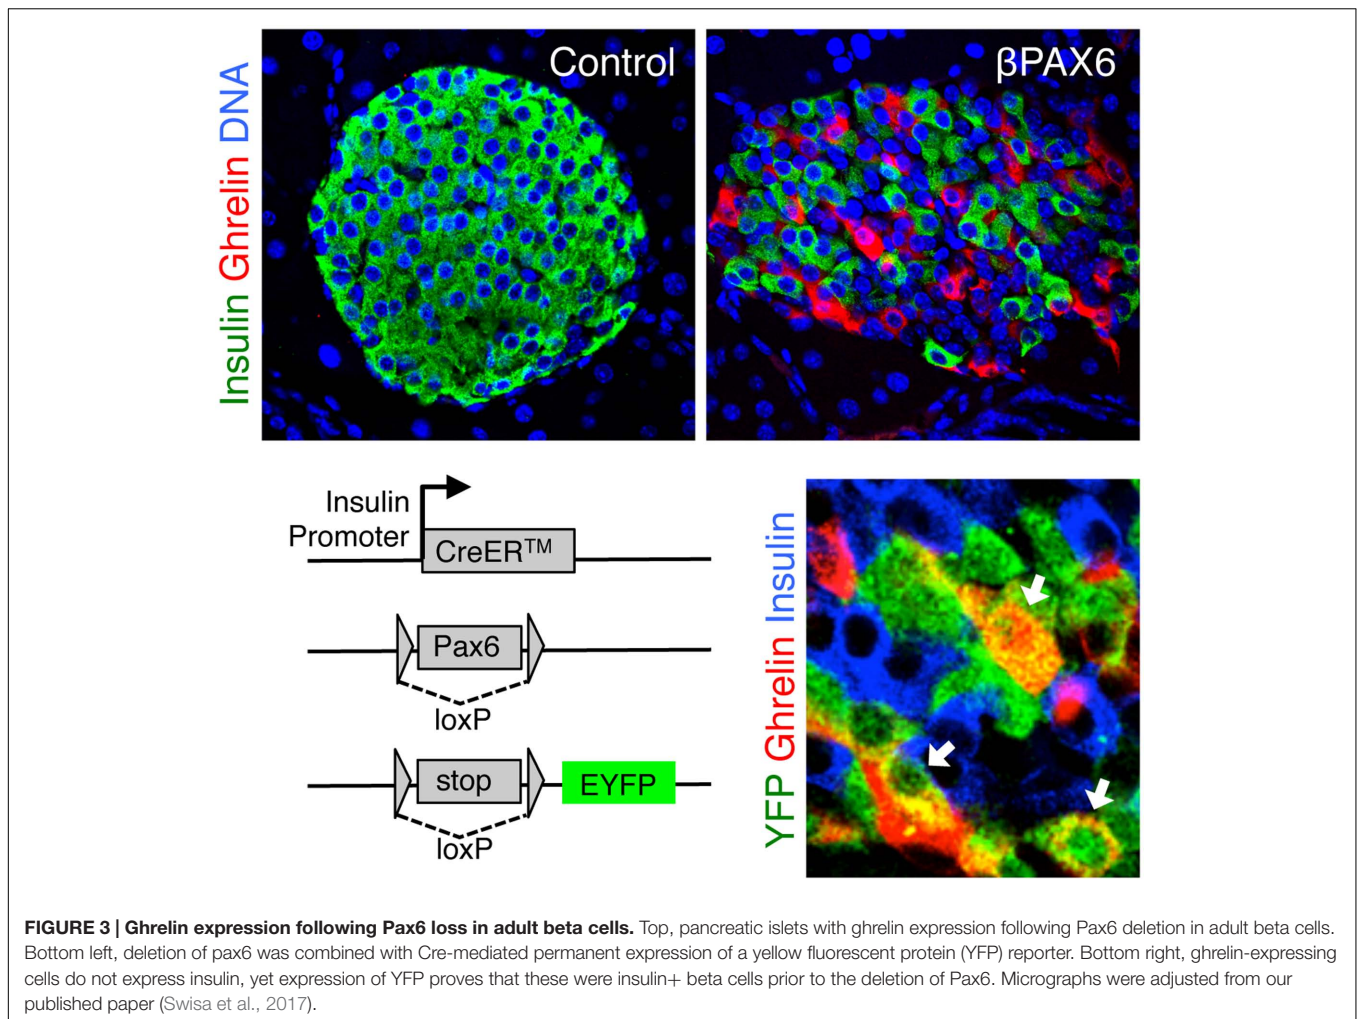 Control
βPAX6
Insulin Ghrelin DNA
Insulin
Promoter
CreER™
Pax6
loxP
stop
EYFP
loxP
YFP Ghrelin Insulin
FIGURE 3 | Ghrelin expression following Pax6 loss in adult beta cells. Top, pancreatic islets with ghrelin expression following Pax6 deletion in adult beta cells.
Bottom left, deletion of pax6 was combined with Cre-mediated permanent expression of a yellow fluorescent protein (YFP) reporter. Bottom right, ghrelin-expressing
cells do not express insulin, yet expression of YFP proves that these were insulin+ beta cells prior to the deletion of Pax6. Micrographs were adjusted from our
published paper (Swisa et al., 2017).